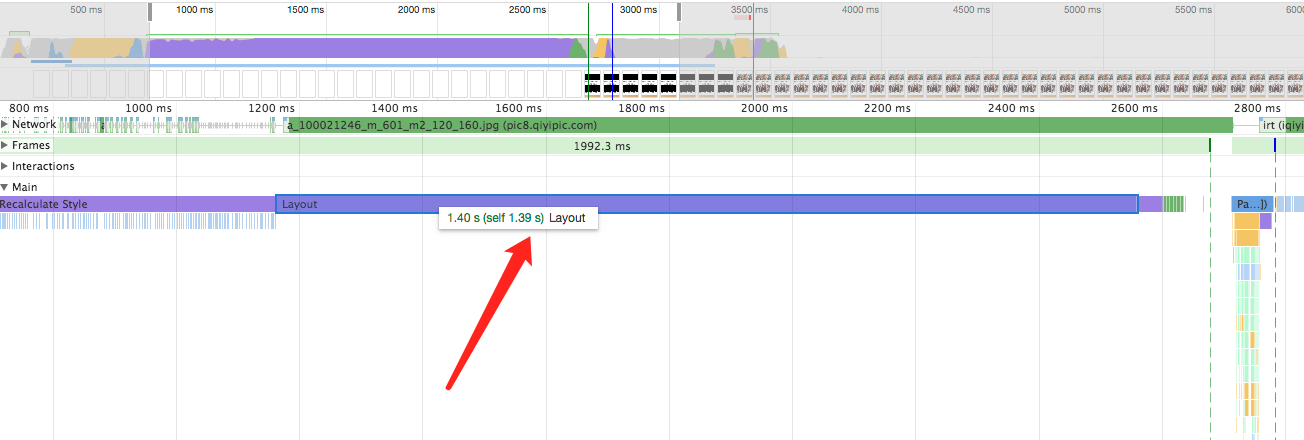 500 ms 1000 ms 1500 ms 2000 ms 2500 ms 3000 ms 3500 ms 4000 ms 4500 ms 5000 ms 5500 ms 6000
800 ms 1000 ms 1200 ms 1400 ms 1600 ms 1800 ms 2000 ms 2200 ms 2400 ms 2600 ms 2800 ms
Network a a_100021246_m_601_m2_120_160.jpg (pic8.qiyipic.com) irt (iqiyi
Frames 1992.3 ms
Interactions
Main
Recalculate Style Layout Pa...])
1.40 s (self 1.39 s) Layout